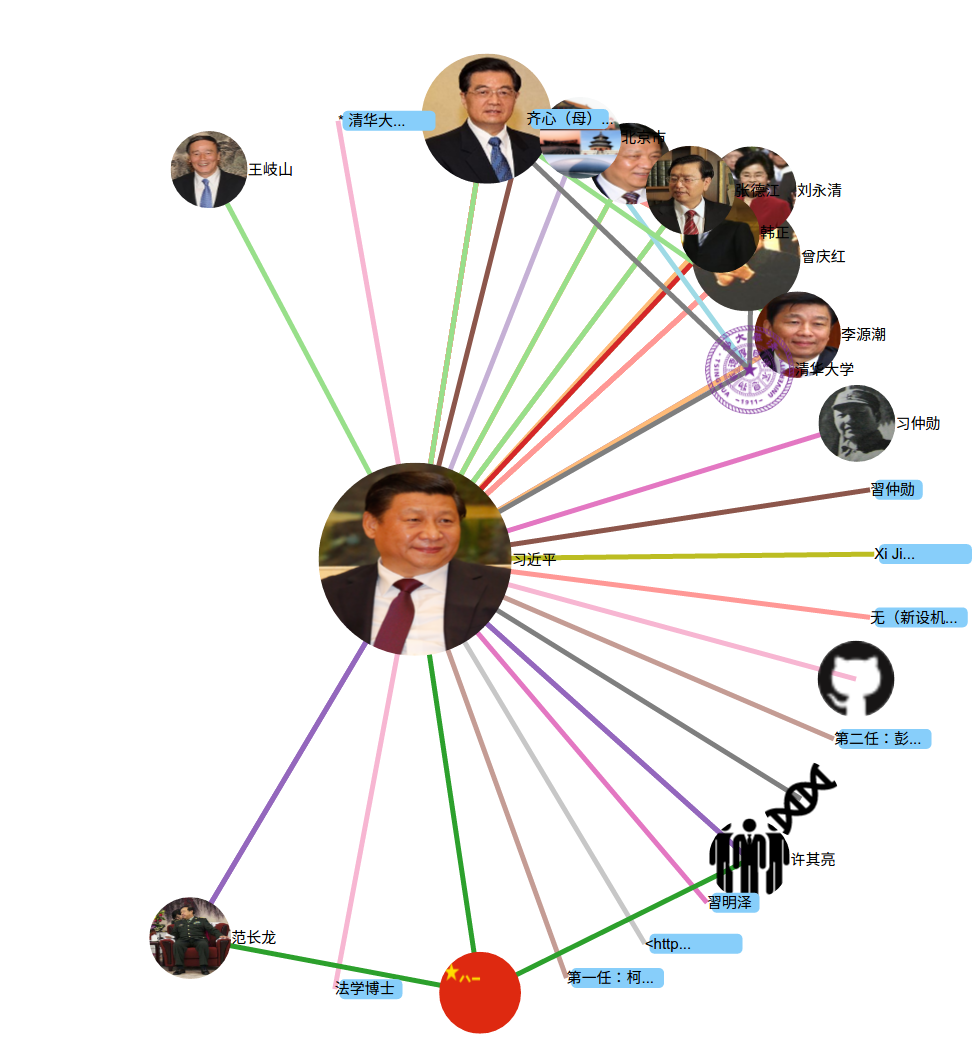 * 清华大...
齐心（母）...
北京市
王岐山
张德江
刘永清
韩正
曾庆红
李源潮
清华大学
习仲勋
習仲勋
习近平
Xi Ji...
无（新设机...
第二任：彭...
许其亮
習明泽
范长龙
<http...
第一任：柯...
法学博士
八一